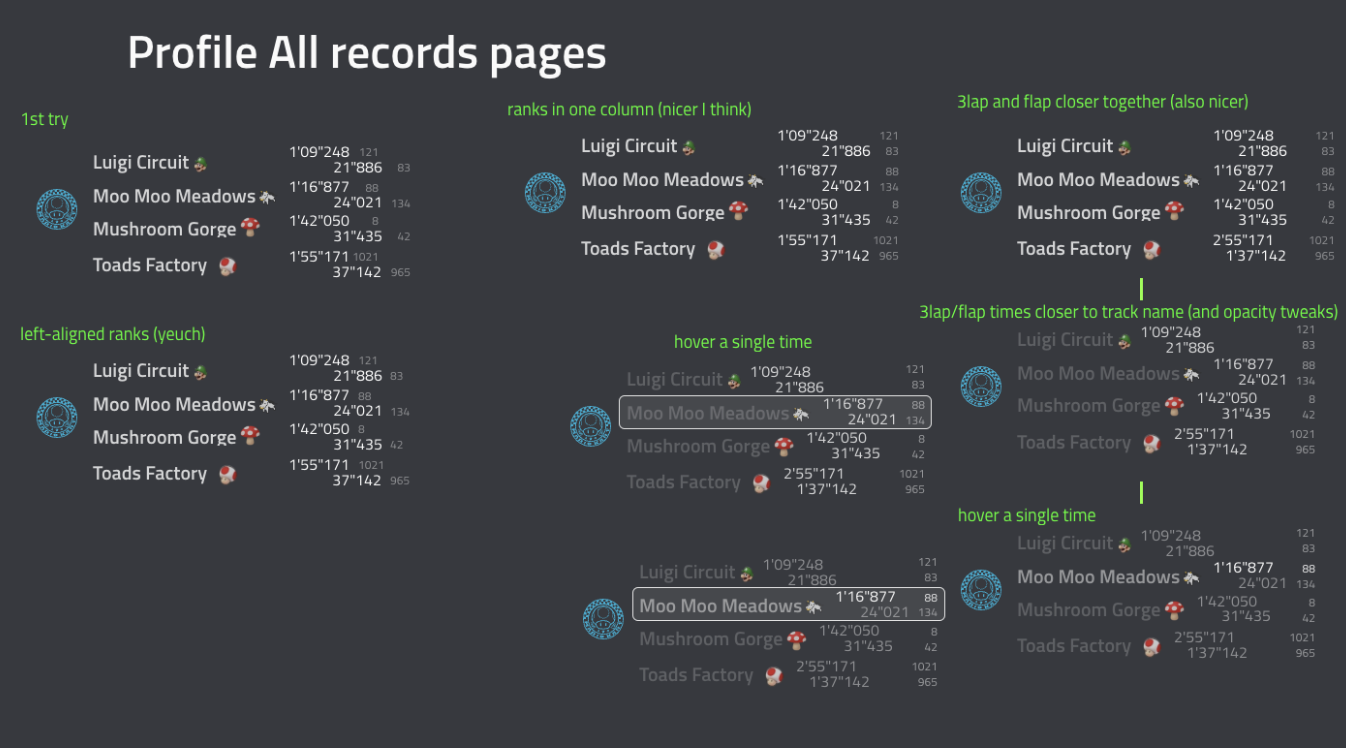 Profile All records pages
1st try
Luigi Circuit 1'09"248 121
21"886 83
Moo Moo Meadows 1'16"877 88
24"021 134
Mushroom Gorge 1'42"050 8
31"435 42
Toads Factory 1'55"171 1021
37"142 965
left-aligned ranks (yeuch)
Luigi Circuit 1'09"248 121
21"886 83
Moo Moo Meadows 1'16"877 88
24"021 134
Mushroom Gorge 1'42"050 8
31"435 42
Toads Factory 1'55"171 1021
37"142 965
ranks in one column (nicer I think)
Luigi Circuit 1'09"248 121
21"886 83
Moo Moo Meadows 1'16"877 88
24"021 134
Mushroom Gorge 1'42"050 8
31"435 42
Toads Factory 1'55"171 1021
37"142 965
hover a single time
Luigi Circuit 1'09"248 121
21"886 83
Moo Moo Meadows 1'16"877 88
24"021 134
Mushroom Gorge 1'42"050 8
31"435 42
Toads Factory 2'55"171 1021
1'37"142 965
Luigi Circuit 1'09"248 121
21"886 83
Moo Moo Meadows 1'16"877 88
24"021 134
Mushroom Gorge 1'42"050 8
31"435 42
Toads Factory 2'55"171 1021
1'37"142 965
3lap and flap closer together (also nicer)
Luigi Circuit 1'09"248 121
21"886 83
Moo Moo Meadows 1'16"877 88
24"021 134
Mushroom Gorge 1'42"050 8
31"435 42
Toads Factory 2'55"171 1021
1'37"142 965
3lap/flap times closer to track name (and opacity tweaks)
Luigi Circuit 1'09"248 121
21"886 83
Moo Moo Meadows 1'16"877 88
24"021 134
Mushroom Gorge 1'42"050 8
31"435 42
Toads Factory 2'55"171 1021
1'37"142 965
hover a single time
Luigi Circuit 1'09"248 121
21"886 83
Moo Moo Meadows 1'16"877 88
24"021 134
Mushroom Gorge 1'42"050 8
31"435 42
Toads Factory 2'55"171 1021
1'37"142 965